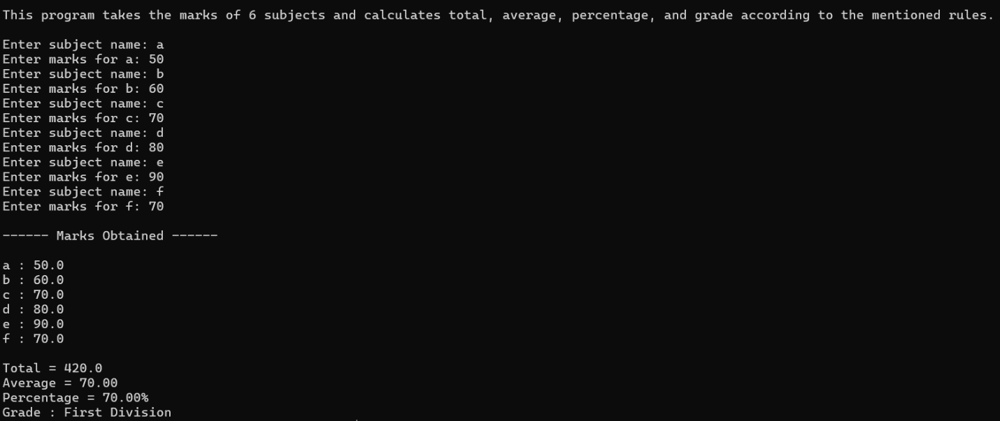 This program takes the marks of 6 subjects and calculates total, average, percentage, and grade according to the mentioned rules.
Enter subject name: a
Enter marks for a: 50
Enter subject name: b
Enter marks for b: 60
Enter subject name: c
Enter marks for c: 70
Enter subject name: d
Enter marks for d: 80
Enter subject name: e
Enter marks for e: 90
Enter subject name: f
Enter marks for f: 70
------ Marks Obtained ------
a : 50.0
b : 60.0
c : 70.0
d : 80.0
e : 90.0
f : 70.0
Total = 420.0
Average = 70.00
Percentage = 70.00%
Grade : First Division